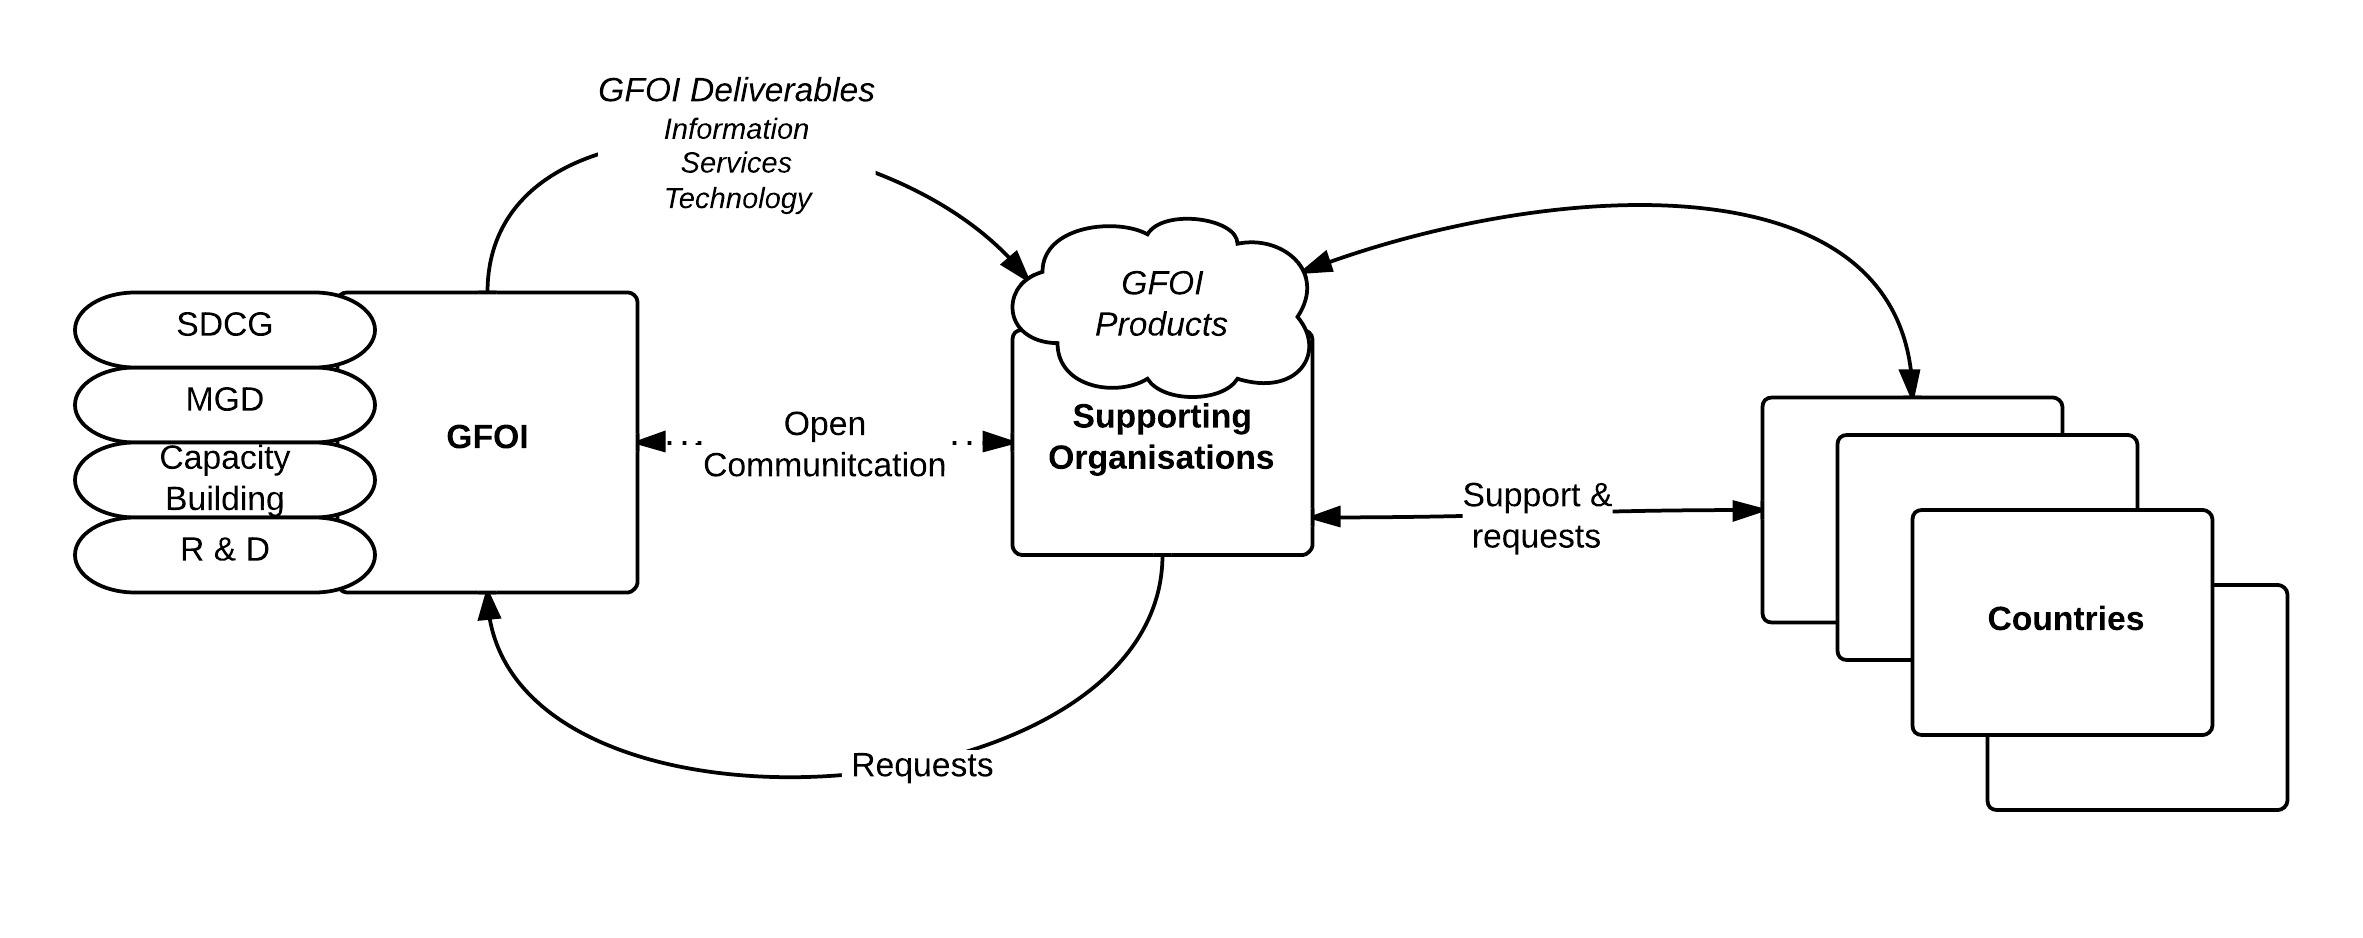 GFOI Deliverables
Information
Services
Technology
SDCG
MGD
Capacity
Building
R & D
GFOI
Open
Communitcation
GFOI
Products
Supporting
Organisations
Support &
requests
Countries
Requests